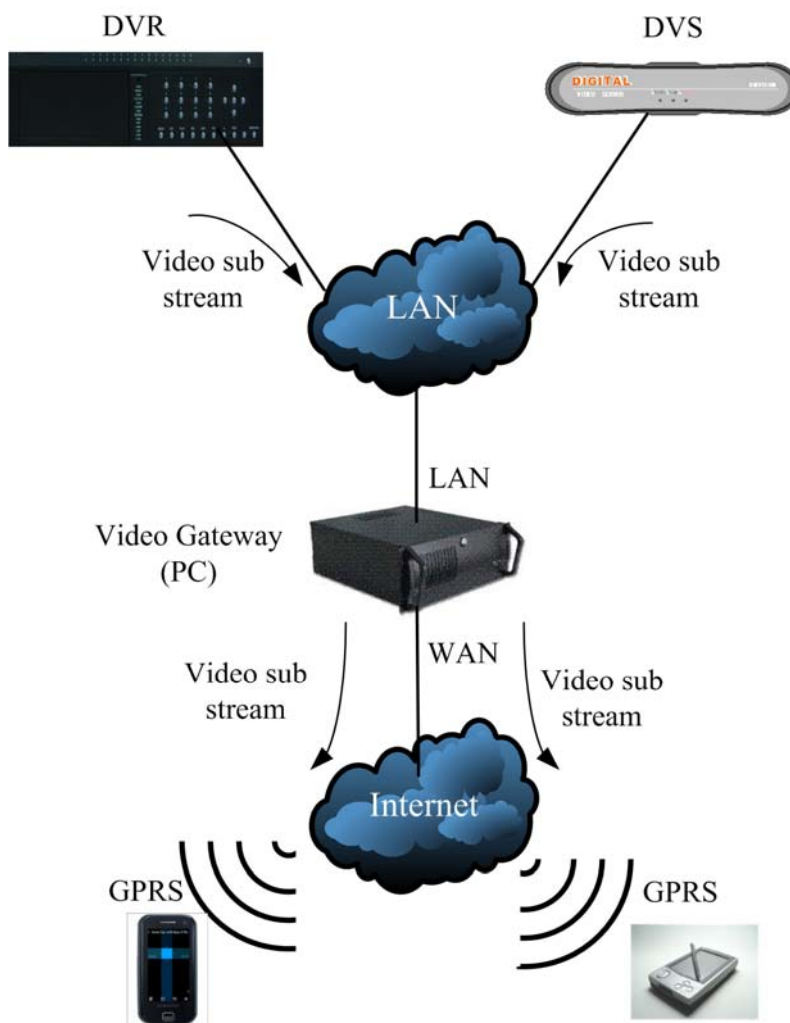 DVR
DVS
DIGITAL
VIDEO SERVER
Video sub
stream
Video sub
stream
LAN
LAN
Video Gateway
(PC)
WAN
Video sub
stream
Video sub
stream
Internet
GPRS
GPRS